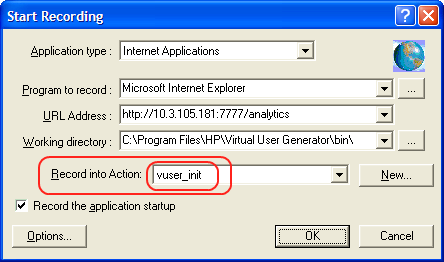 Start Recording
Application type : Internet Applications
Program to record : Microsoft Internet Explorer ...
URL Address : http://10.3.105.181:7777/analytics
Working directory : C:\Program Files\HP\Virtual User Generator\bin\ ...
Record into Action: vuser_init New...
Record the application startup
Options... OK Cancel